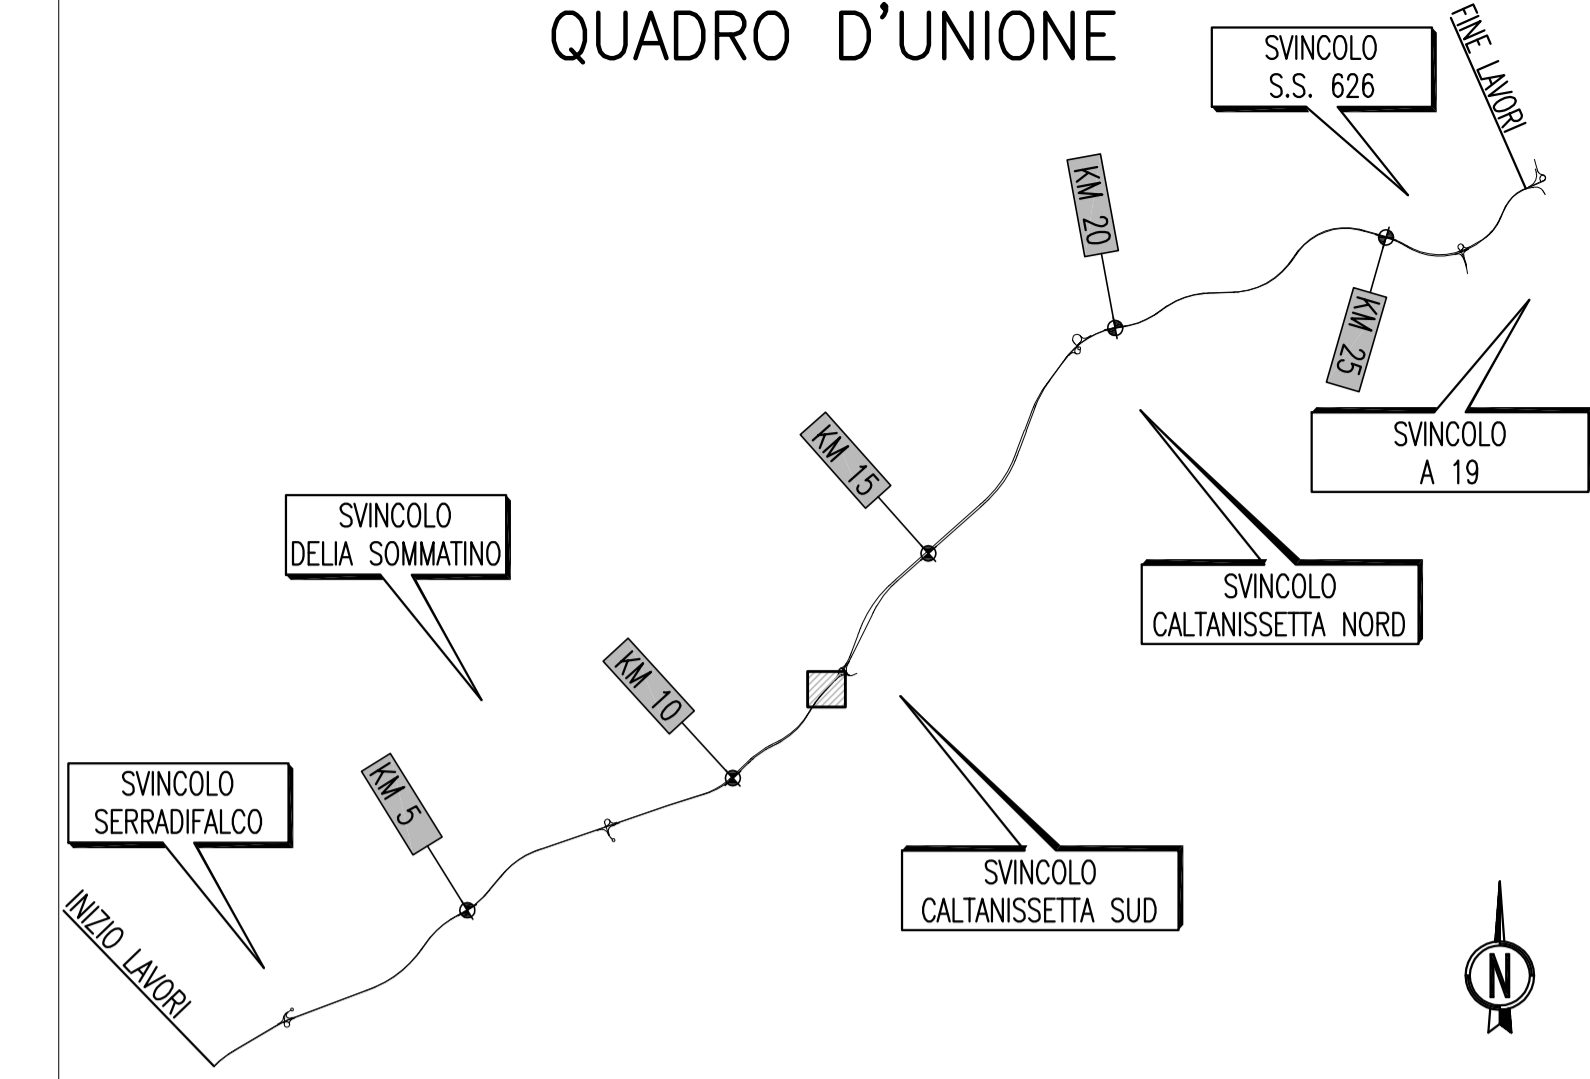 QUADRO D'UNIONE
SVINCOLO
S.S. 626
FINE LAVORI
KM 20
KM 25
SVINCOLO
A 19
KM 15
SVINCOLO
DELIA SOMMATINO
SVINCOLO
CALTANISSETTA NORD
KM 10
KM 5
SVINCOLO
SERRADIFALCO
SVINCOLO
CALTANISSETTA SUD
INIZIO LAVORI
N